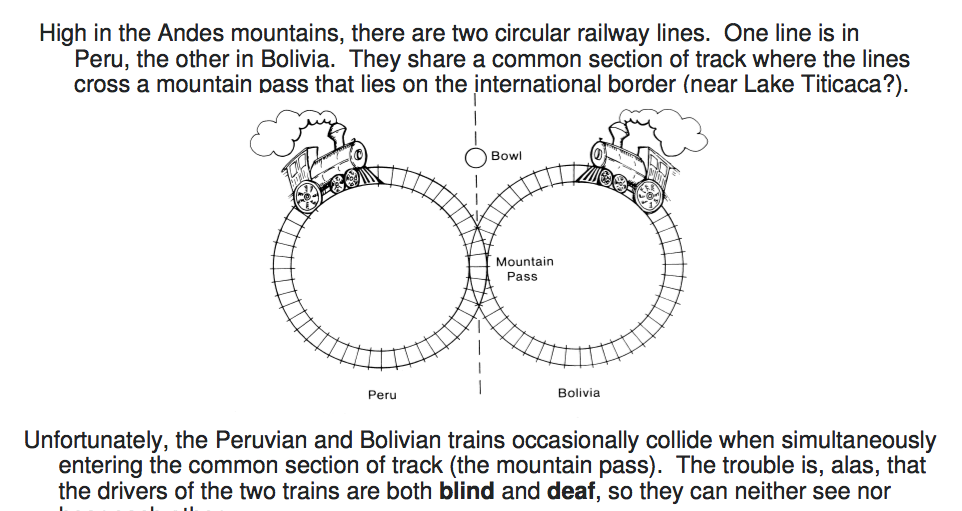 High in the Andes mountains, there are two circular railway lines. One line is in
Peru, the other in Bolivia. They share a common section of track where the lines
cross a mountain pass that lies on the international border (near Lake Titicaca?).
Bowl
Mountain
Pass
Peru
Bolivia
Unfortunately, the Peruvian and Bolivian trains occasionally collide when simultaneously
entering the common section of track (the mountain pass). The trouble is, alas, that
the drivers of the two trains are both blind and deaf, so they can neither see nor